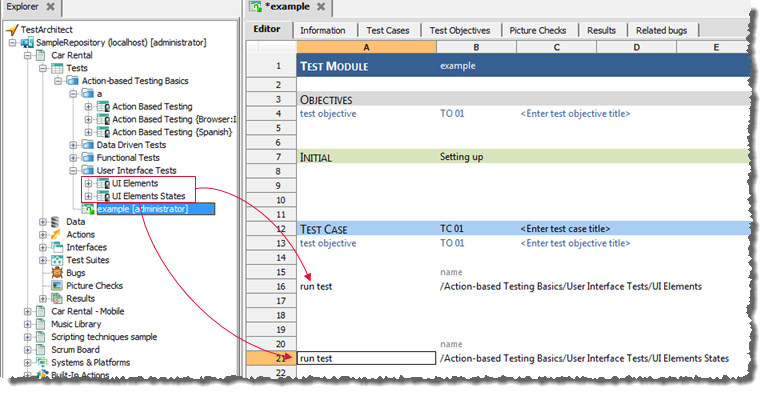 Explorer
TestArchitect
SampleRepository (localhost) [administrator]
Car Rental
Tests
Action-based Testing Basics
a
Action Based Testing
Action Based Testing {Browser:I
Action Based Testing {Spanish}
Data Driven Tests
Functional Tests
User Interface Tests
UI Elements
UI Elements States
example [administrator]
Data
Actions
Interfaces
Test Suites
Bugs
Picture Checks
Results
Car Rental - Mobile
Music Library
Scripting techniques sample
Scrum Board
Systems & Platforms
Built-In Actions
*example
Editor Information Test Cases Test Objectives Picture Checks Results Related bugs
A B C D E
1 TEST MODULE example
2
3 OBJECTIVES
4 test objective TO 01 <Enter test objective title>
5
6
7 INITIAL Setting up
8
9
10
11
12 TEST CASE TC 01 <Enter test case title>
13 test objective TO 01 <Enter test objective title>
14
15 name
16 run test /Action-based Testing Basics/User Interface Tests/UI Elements
17
18
19
20 name
21 run test /Action-based Testing Basics/User Interface Tests/UI Elements States
22